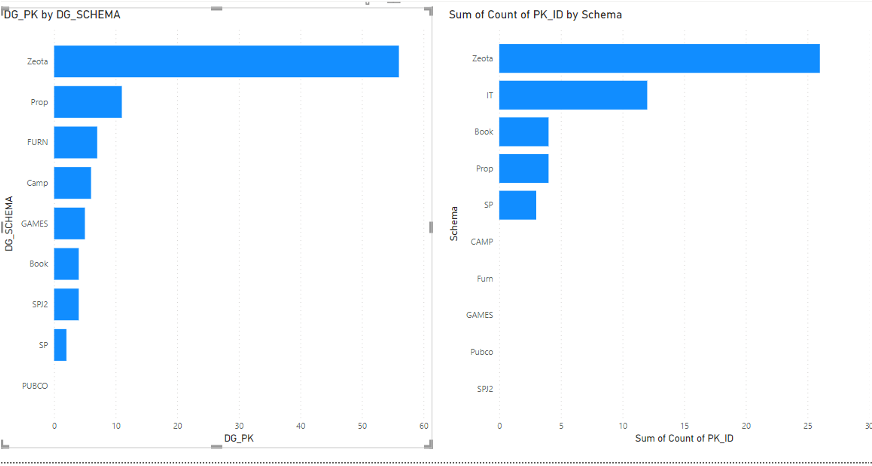 DG_PK by DG_SCHEMA
DG_SCHEMA
Zeota
Prop
FURN
Camp
GAMES
Book
SPJ2
SP
PUBCO
0 10 20 30 40 50 60
DG_PK
Sum of Count of PK_ID by Schema
Schema
Zeota
IT
Book
Prop
SP
CAMP
Furn
GAMES
Pubco
SPJ2
0 5 10 15 20 25 30
Sum of Count of PK_ID